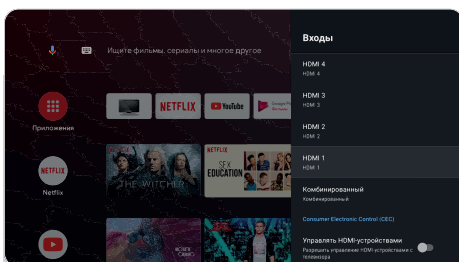 Ищите фильмы, сериалы и многое другое
Приложения
NETFLIX
YouTube
NETFLIX
Netflix
NETFLIX
THE WITCHER
NETFLIX
SEX
EDUCATION
Входы
HDMI 4
HDMI 4
HDMI 3
HDMI 3
HDMI 2
HDMI 2
HDMI 1
HDMI 1
Комбинированный
Комбинированный
Consumer Electronic Control (CEC)
Управлять HDMI-устройствами
Разрешить управление HDMI-устройствами с
телевизора